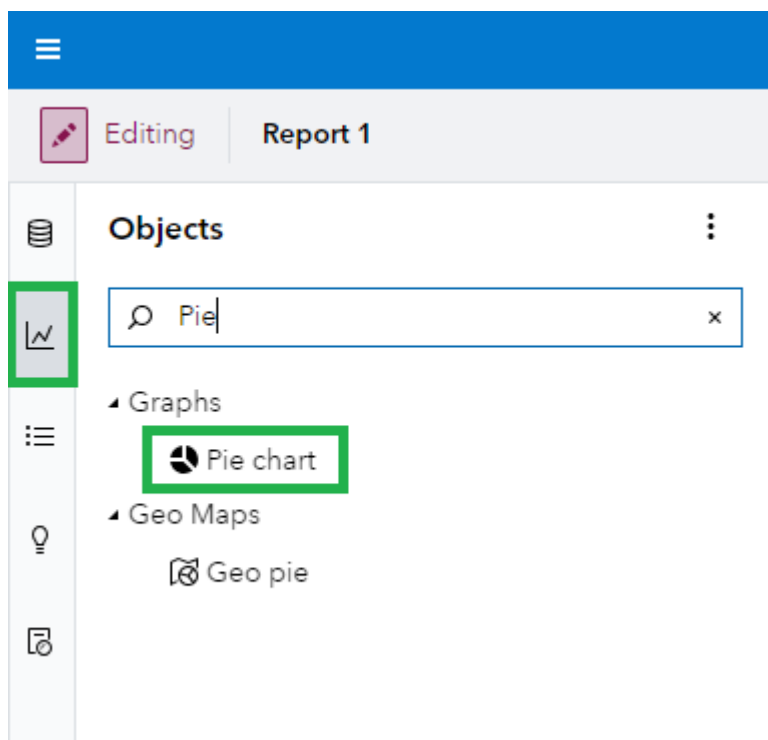 Editing
Report 1
Objects
Pie
Graphs
Pie chart
Geo Maps
Geo pie